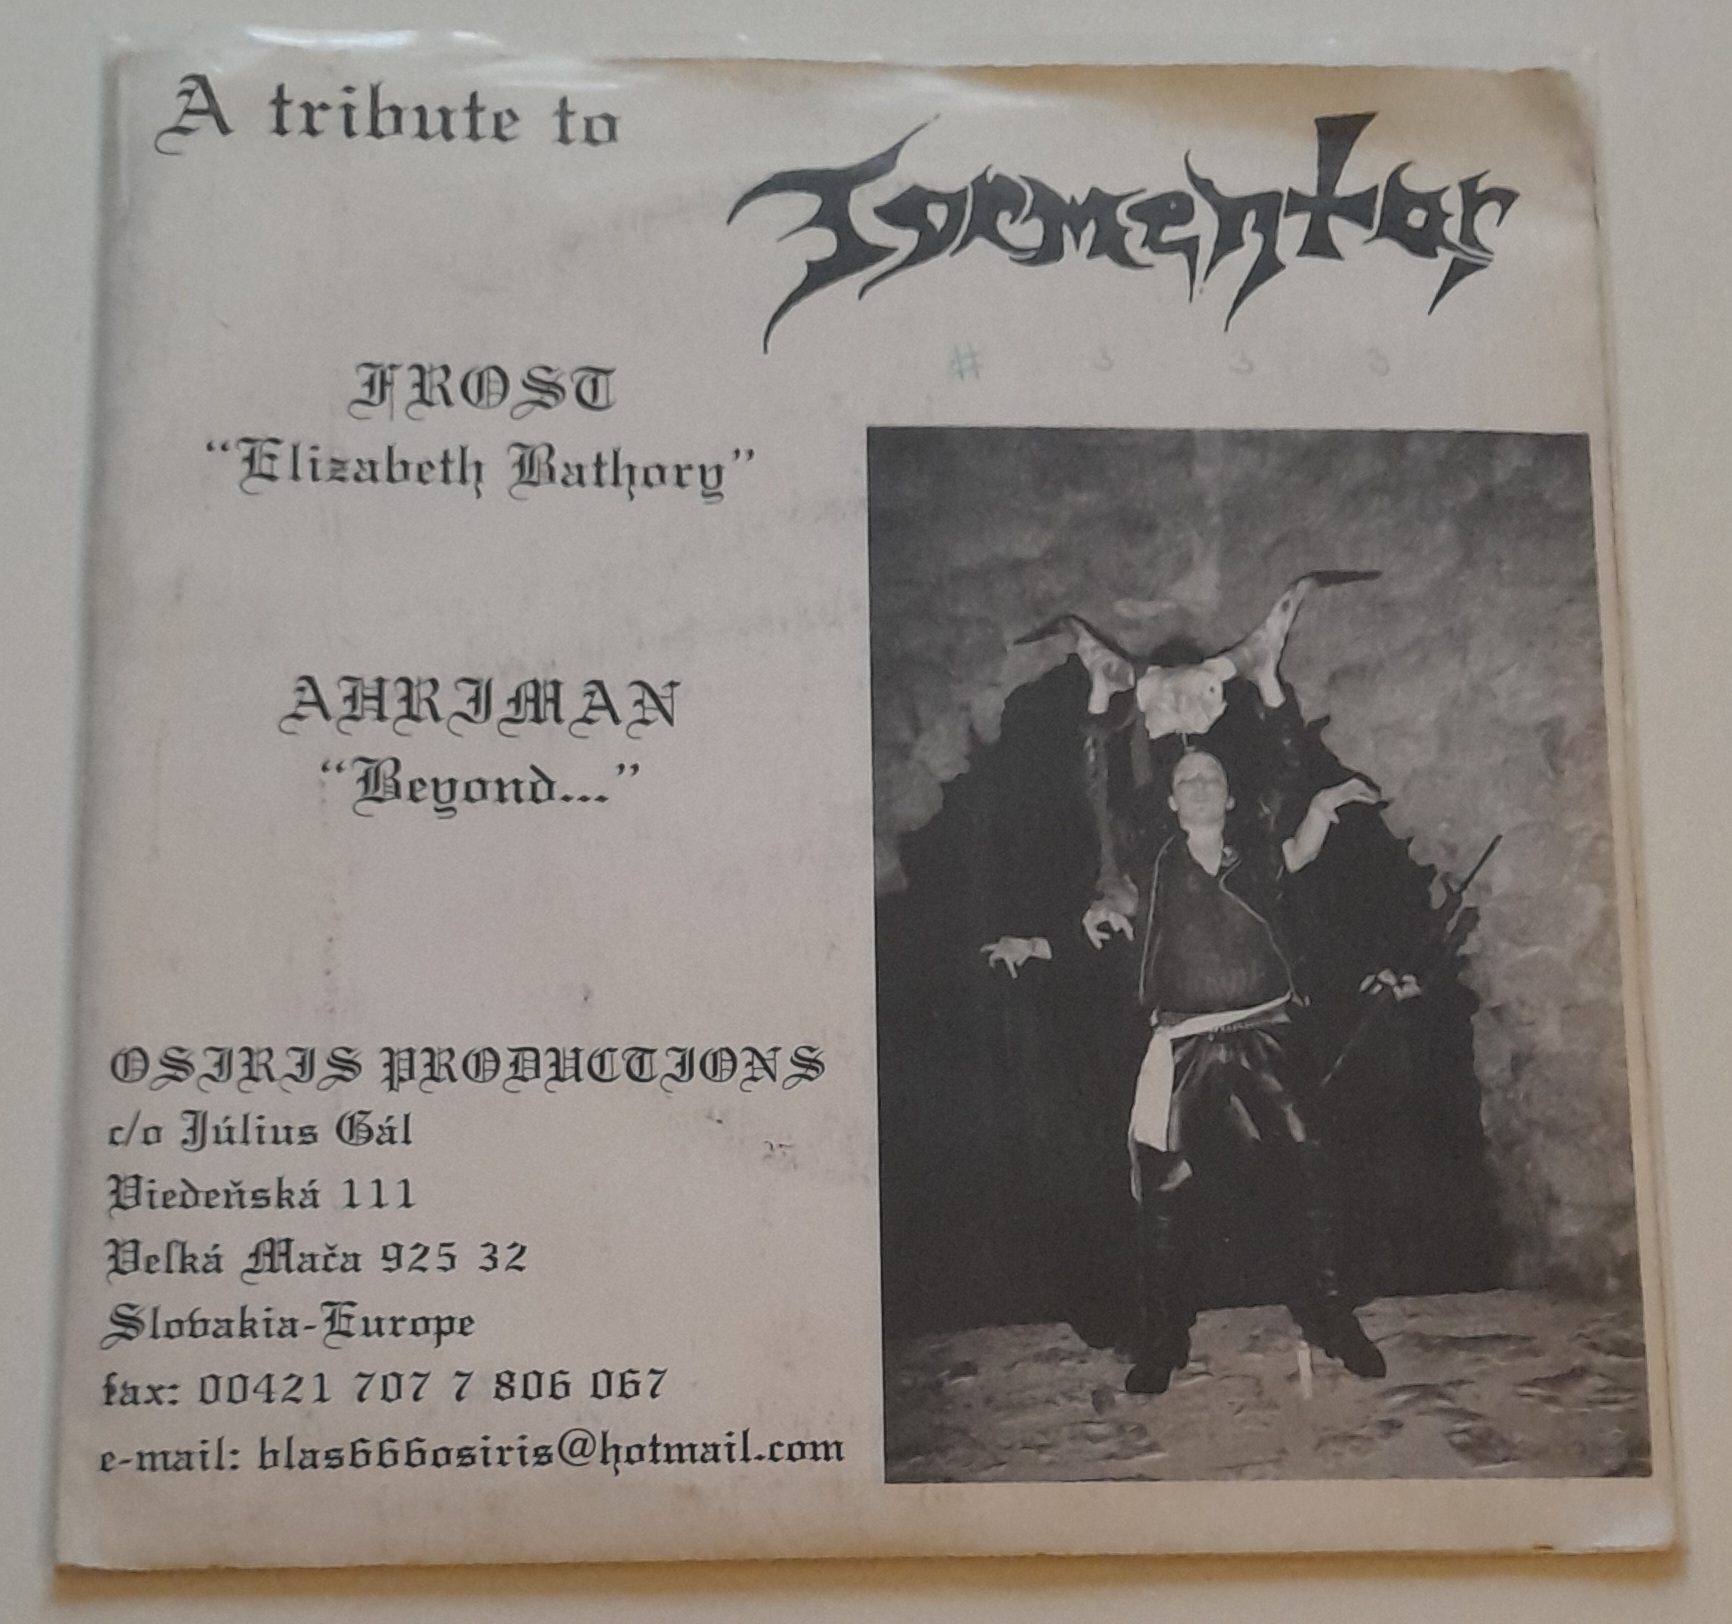 A tribute to
Tormentor
FROST
“Elizabeth Bathory”
AHRIMAN
“Beyond...”
OSIRIS PRODUCTIONS
c/o Július Gál
Viedeňská 111
Veľká Mača 925 32
Slovakia-Europe
fax: 00421 707 7 806 067
e-mail: blas666osiris@hotmail.com